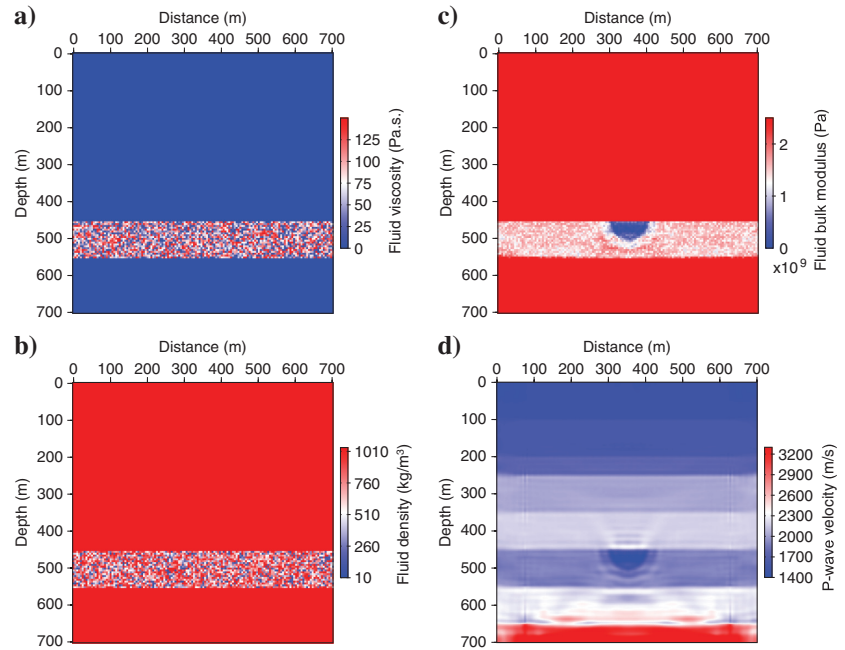 a)
Distance (m)
0 100 200 300 400 500 600 700
0
100
200
300
400
500
600
700
Depth (m)
125
100
75
50
25
0
Fluid viscosity (Pa.s.)
c)
Distance (m)
0 100 200 300 400 500 600 700
0
100
200
300
400
500
600
700
Depth (m)
2
1
0
x10⁹
Fluid bulk modulus (Pa)
b)
Distance (m)
0 100 200 300 400 500 600 700
0
100
200
300
400
500
600
700
Depth (m)
1010
760
510
260
10
Fluid density (kg/m³)
d)
Distance (m)
0 100 200 300 400 500 600 700
0
100
200
300
400
500
600
700
Depth (m)
3200
2900
2600
2300
2000
1700
1400
P-wave velocity (m/s)